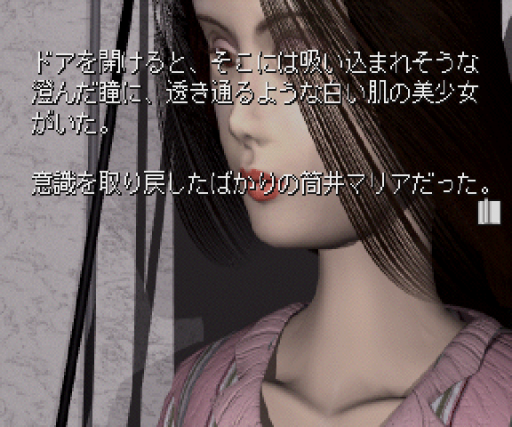 ドアを開けると、そこには吸い込まれそうな
澄んだ瞳に、透き通るような白い肌の美少女
がいた。
意識を取り戻したばかりの筒井マリアだった。